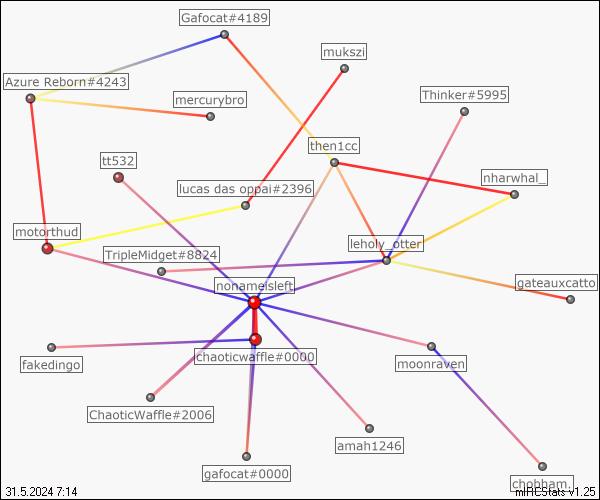 Gafocat#4189
mukszi
Azure Reborn#4243
mercurybro
Thinker#5995
then1cc
tt532
nharwhal_
lucas das oppai#2396
motorthud
leholy_otter
TripleMidget#8824
nonameisleft
gateauxcatto
chaoticwaffle#0000
fakedingo
moonraven
ChaoticWaffle#2006
amah1246
gafocat#0000
chobham.
31.5.2024 7:14
mIRCStats v1.25